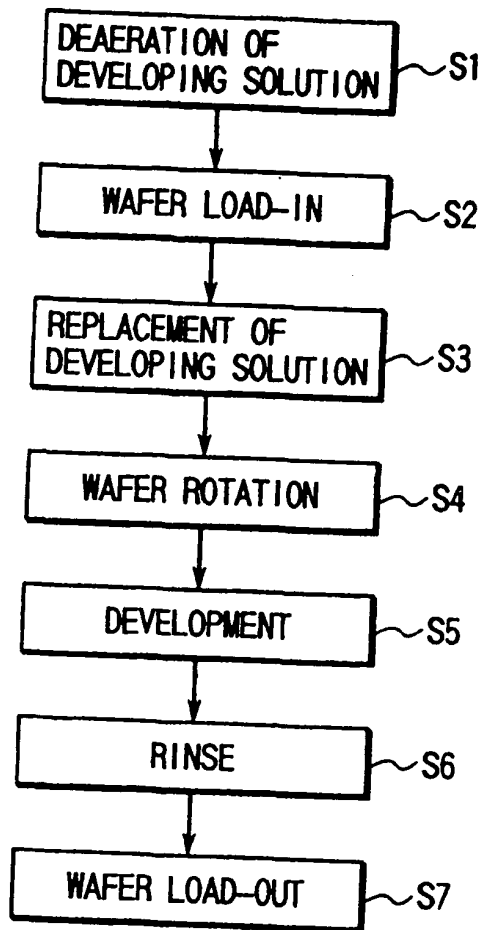 DEAERATION OF
DEVELOPING SOLUTION
S1
WAFER LOAD-IN
S2
REPLACEMENT OF
DEVELOPING SOLUTION
S3
WAFER ROTATION
S4
DEVELOPMENT
S5
RINSE
S6
WAFER LOAD-OUT
S7